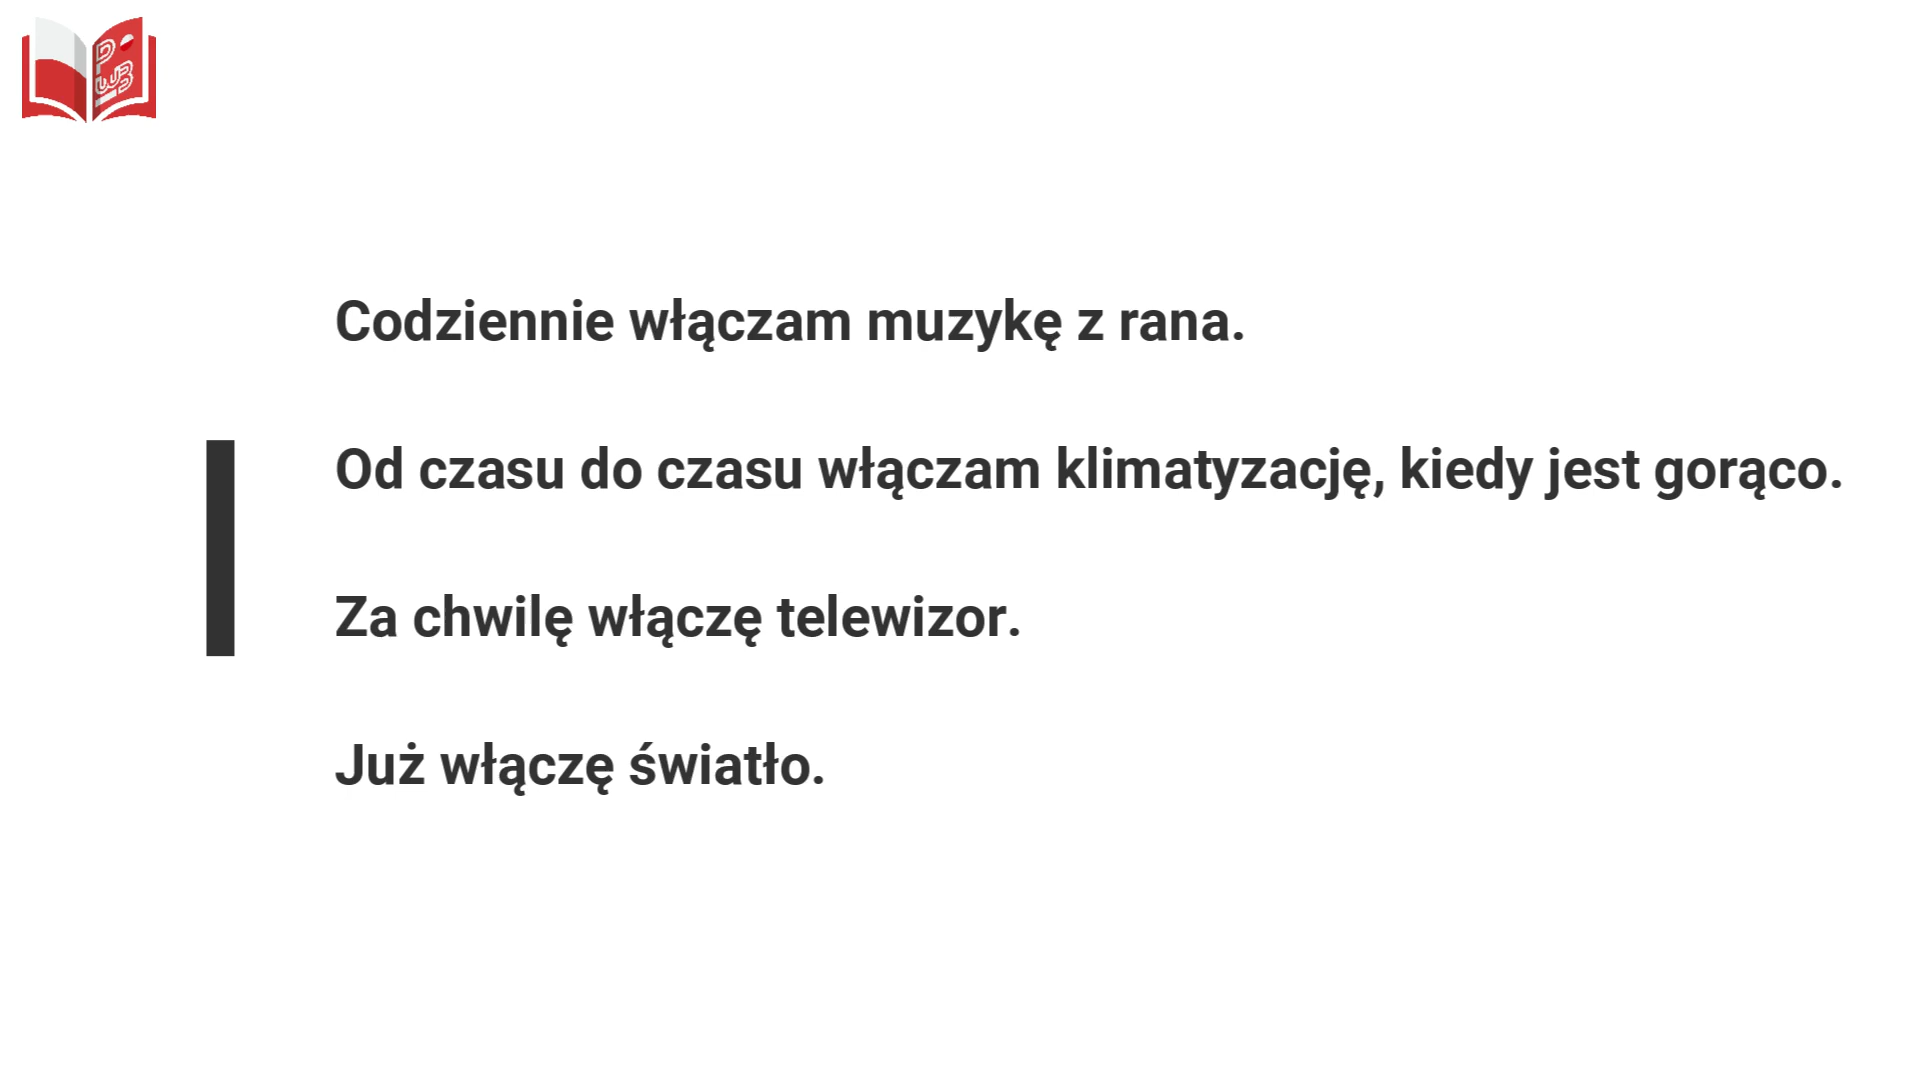 Codziennie włączam muzykę z rana.
Od czasu do czasu włączam klimatyzację, kiedy jest gorąco.
Za chwilę włączę telewizor.
Już włączę światło.